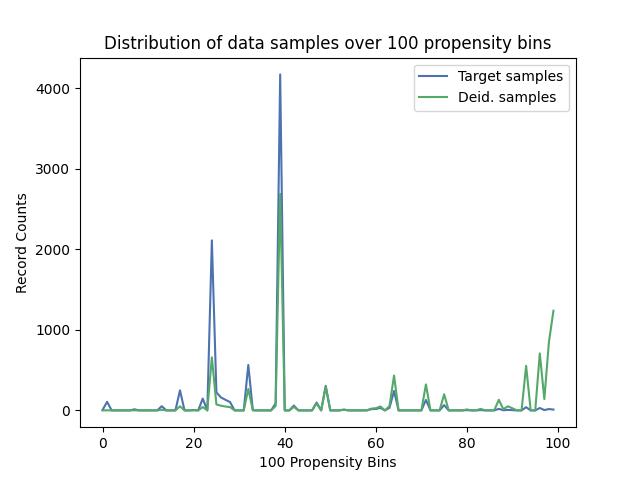 Distribution of data samples over 100 propensity bins
Target samples
Deid. samples
4000
3000
2000
1000
0
Record Counts
0 20 40 60 80 100
100 Propensity Bins